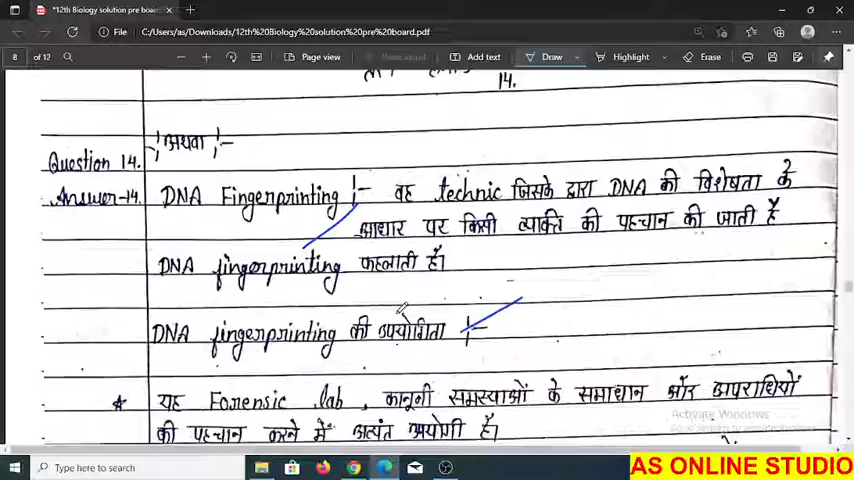 *12th Biology solution pre board.
File
C:/Users/as/Downloads/12th%20Biology%20solution%20pre%20board.pdf
8 of 12
Page view
Add text
Draw
Highlight
Erase
14.
अथवा
Question 14.
Answer-14. DNA Fingerprinting :- वह technic जिसके द्वारा DNA की विशेषता के
आधार पर किसी व्यक्ति की पहचान की जाती है
DNA fingerprinting कहलाती है।
DNA fingerprinting की उपयोगिता :-
* यह Forensic lab, कानूनी समस्याओं के समाधान और अपराधियों
की पहचान करने में अत्यंत उपयोगी है।
Activate Windows
Type here to search
AS ONLINE STUDIO